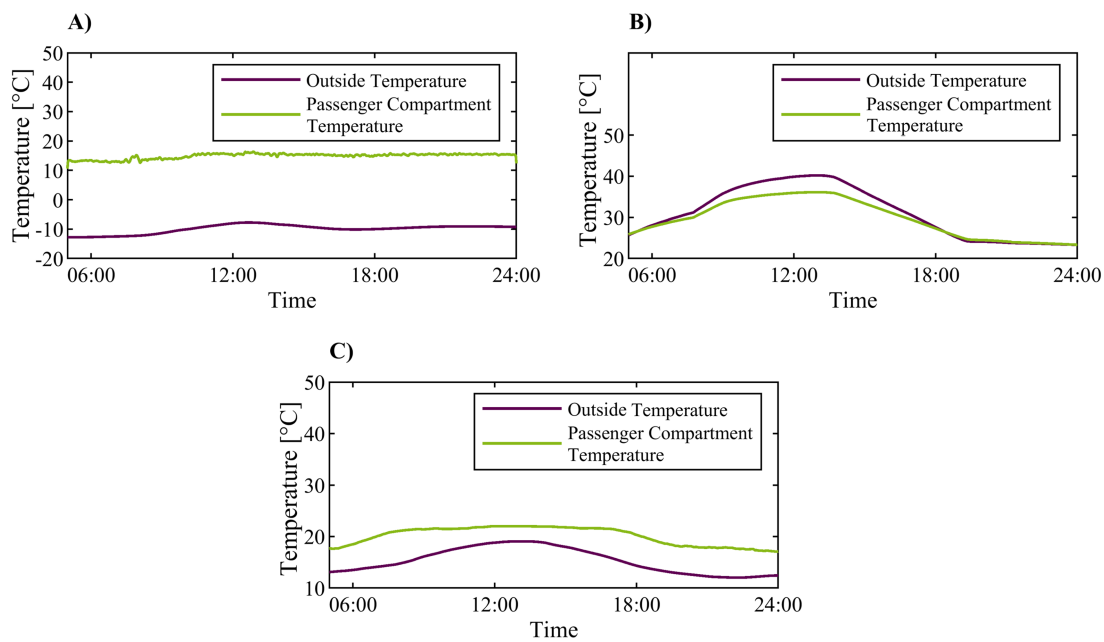 A)
50
40
30
20
10
0
-10
-20
Temperature [°C]
Outside Temperature
Passenger Compartment
Temperature
06:00 12:00 18:00 24:00
Time
B)
50
40
30
20
Temperature [°C]
Outside Temperature
Passenger Compartment
Temperature
06:00 12:00 18:00 24:00
Time
C)
50
40
30
20
10
Temperature [°C]
Outside Temperature
Passenger Compartment
Temperature
06:00 12:00 18:00 24:00
Time